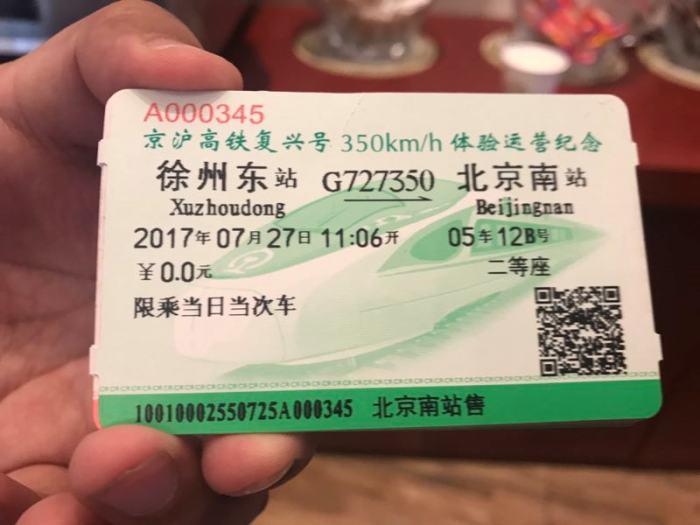 A000345
京沪高铁复兴号 350km/h 体验运营纪念
徐州东站 G727350 北京南站
Xuzhoudong Beijingnan
2017年07月27日 11:06开 05车12B号
￥0.0元 二等座
限乘当日当次车
10010002550725A000345 北京南站售